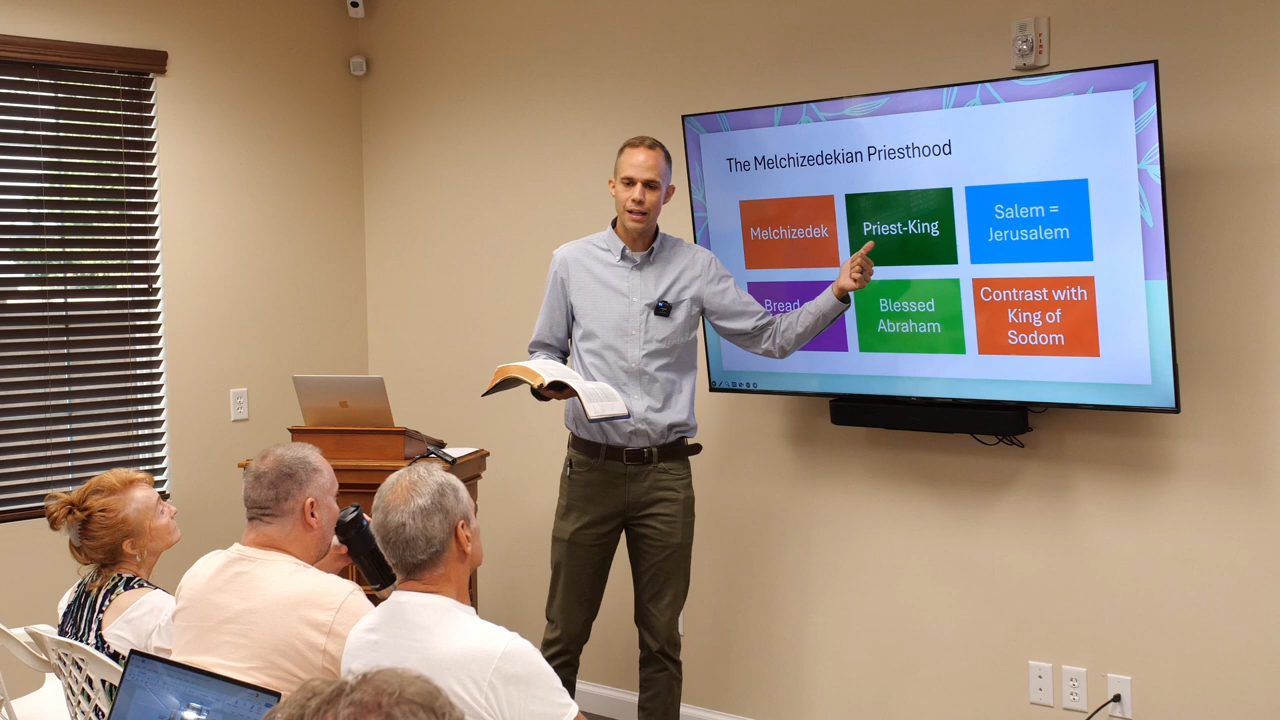 The Melchizedekian Priesthood
Melchizedek
Priest-King
Salem =
Jerusalem
Bread
Blessed
Abraham
Contrast with
King of
Sodom
FIRE